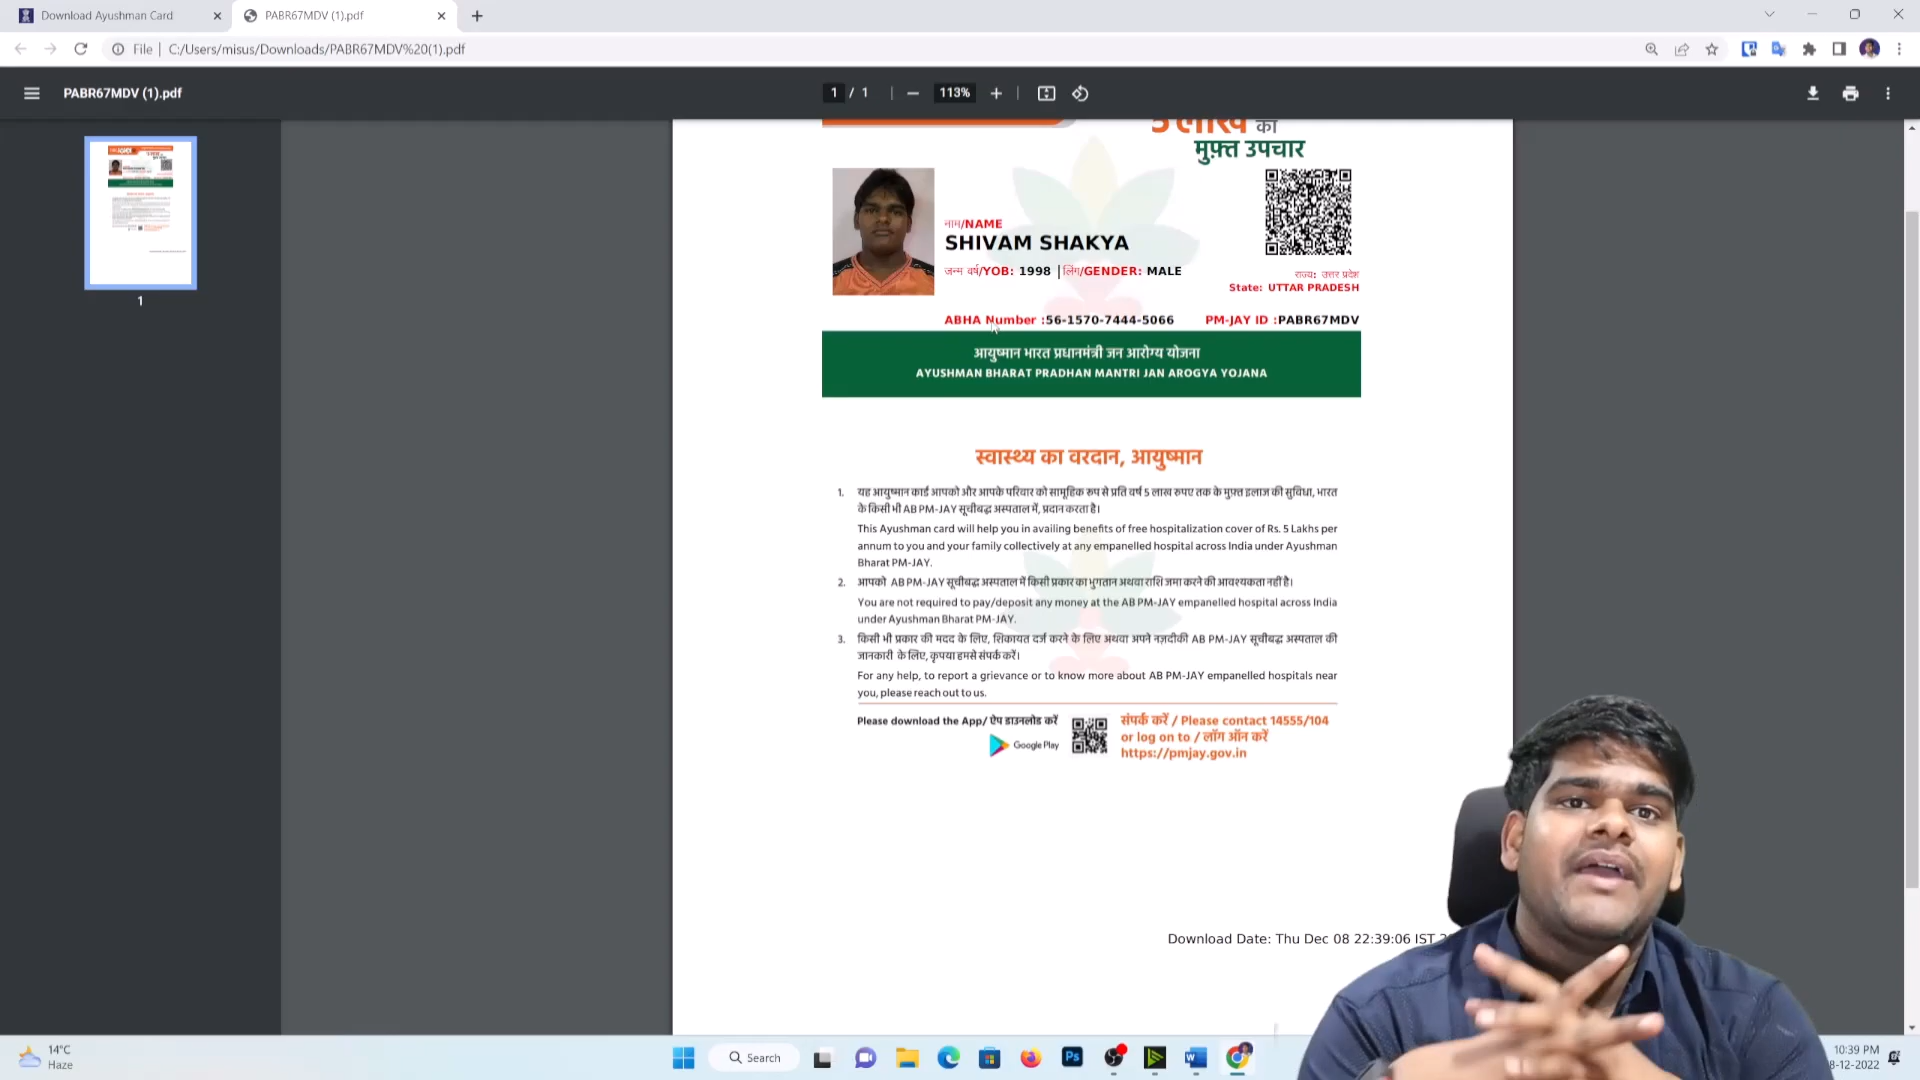 Download Ayushman Card
PABR67MDV (1).pdf
File | C:/Users/misus/Downloads/PABR67MDV%20(1).pdf
PABR67MDV (1).pdf
1 / 1
113%
1
5 लाख का
मुफ़्त उपचार
नाम/NAME
SHIVAM SHAKYA
जन्म वर्ष/YOB: 1998 | लिंग/GENDER: MALE
राज्य: उत्तर प्रदेश
State: UTTAR PRADESH
ABHA Number :56-1570-7444-5066 PM-JAY ID :PABR67MDV
आयुष्मान भारत प्रधानमंत्री जन आरोग्य योजना
AYUSHMAN BHARAT PRADHAN MANTRI JAN AROGYA YOJANA
स्वास्थ्य का वरदान, आयुष्मान
1. यह आयुष्मान कार्ड आपको और आपके परिवार को सामूहिक रूप से प्रति वर्ष 5 लाख रुपए तक के मुफ़्त इलाज की सुविधा, भारत
के किसी भी AB PM-JAY सूचीबद्ध अस्पताल में, प्रदान करता है।
This Ayushman card will help you in availing benefits of free hospitalization cover of Rs. 5 Lakhs per
annum to you and your family collectively at any empanelled hospital across India under Ayushman
Bharat PM-JAY.
2. आपको AB PM-JAY सूचीबद्ध अस्पताल में किसी प्रकार का भुगतान अथवा राशि जमा करने की आवश्यकता नहीं है।
You are not required to pay/deposit any money at the AB PM-JAY empanelled hospital across India
under Ayushman Bharat PM-JAY.
3. किसी भी प्रकार की मदद के लिए, शिकायत दर्ज करने के लिए अथवा अपने नज़दीकी AB PM-JAY सूचीबद्ध अस्पताल की
जानकारी के लिए, कृपया हमसे संपर्क करें।
For any help, to report a grievance or to know more about AB PM-JAY empanelled hospitals near
you, please reach out to us.
Please download the App/ ऐप डाउनलोड करें
Google Play
संपर्क करें / Please contact 14555/104
or log on to / लॉग ऑन करें
https://pmjay.gov.in
Download Date: Thu Dec 08 22:39:06 IST
14°C
Haze
Search
Ps
10:39 PM
8-12-2022